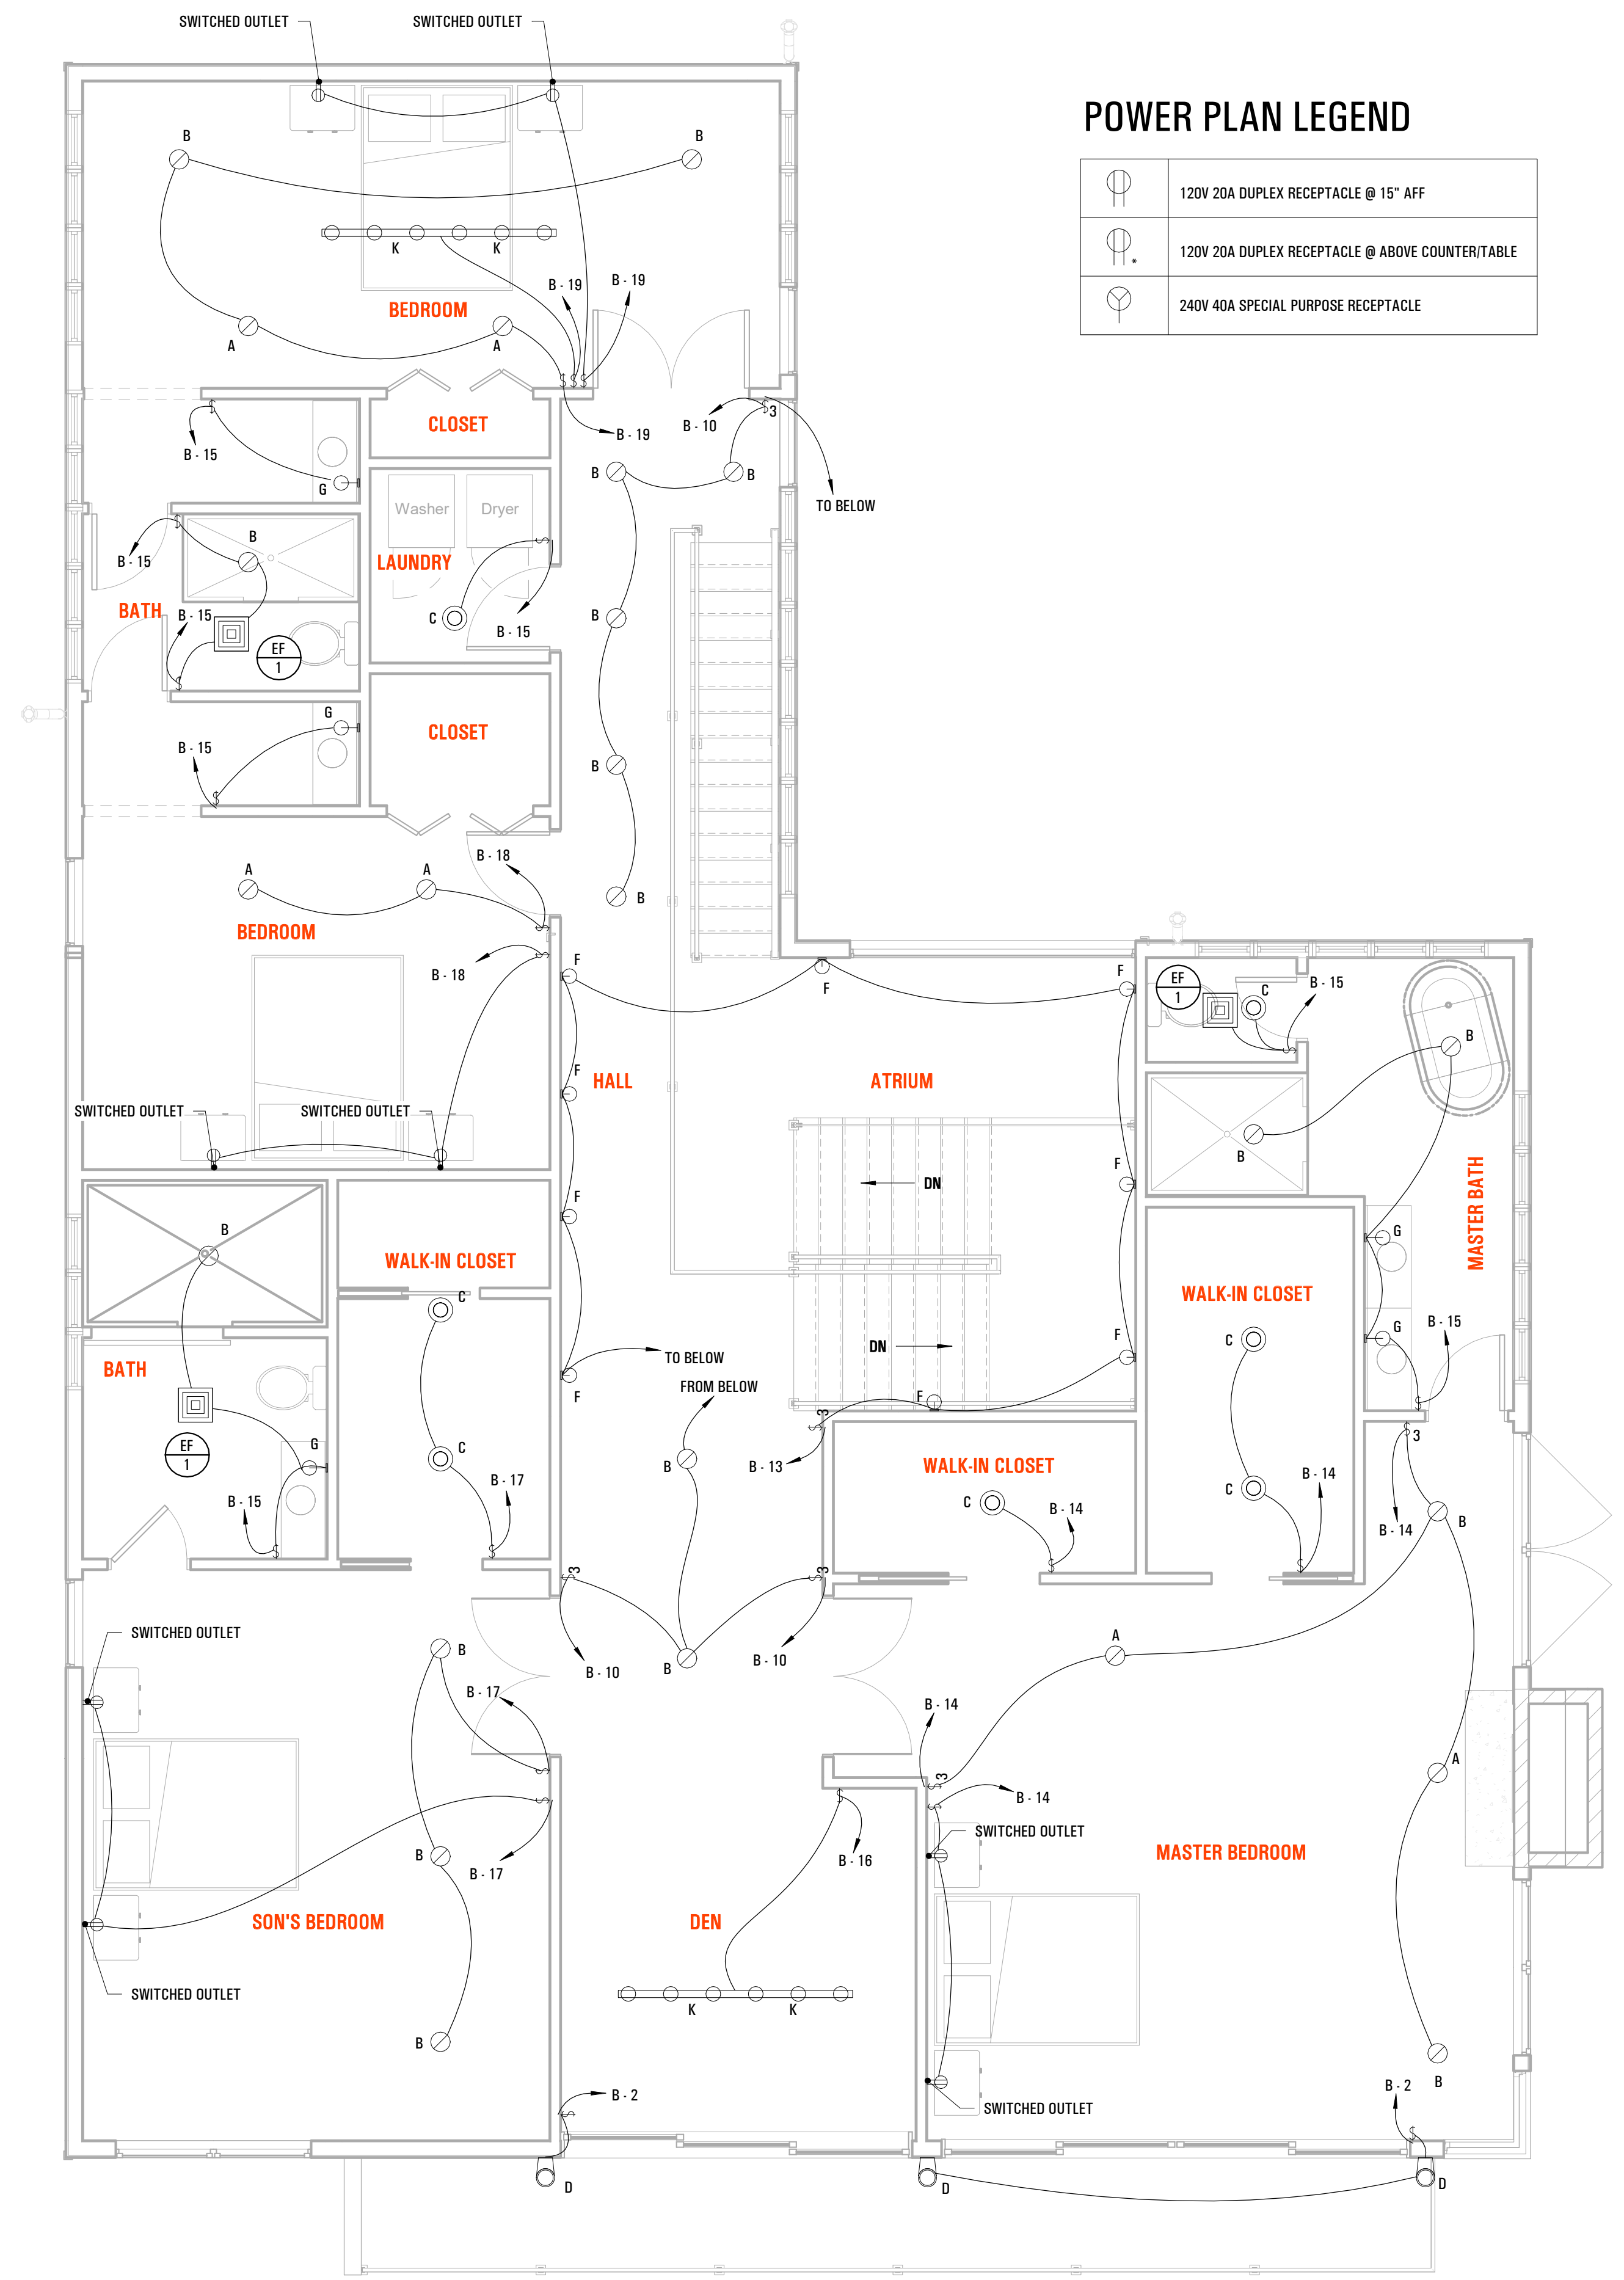 SWITCHED OUTLET
SWITCHED OUTLET
POWER PLAN LEGEND
120V 20A DUPLEX RECEPTACLE @ 15" AFF
*
120V 20A DUPLEX RECEPTACLE @ ABOVE COUNTER/TABLE
240V 40A SPECIAL PURPOSE RECEPTACLE
B
B
K
K
B - 19
B - 19
BEDROOM
A
A
B - 19
CLOSET
B - 10
3
B - 15
G
B
B
TO BELOW
Washer
Dryer
B
B - 15
LAUNDRY
BATH
B - 15
C
B
B - 15
EF
1
G
CLOSET
B - 15
B
B - 18
A
A
B
BEDROOM
B - 18
F
F
F
EF
1
C
B - 15
B
F
HALL
ATRIUM
SWITCHED OUTLET
SWITCHED OUTLET
B
F
DN
F
MASTER BATH
B
WALK-IN CLOSET
G
WALK-IN CLOSET
C
B - 15
G
F
C
DN
BATH
TO BELOW
FROM BELOW
F
F
3
3
G
EF
1
C
B
B - 13
WALK-IN CLOSET
B - 17
B - 15
C
B - 14
C
B - 14
B - 14
B
3
3
SWITCHED OUTLET
B
B - 10
B
B - 10
A
B - 17
B - 14
A
3
B - 14
SWITCHED OUTLET
B
B - 17
B - 16
MASTER BEDROOM
SON'S BEDROOM
DEN
SWITCHED OUTLET
K
K
B
B
B - 2
B - 2
SWITCHED OUTLET
D
D
D